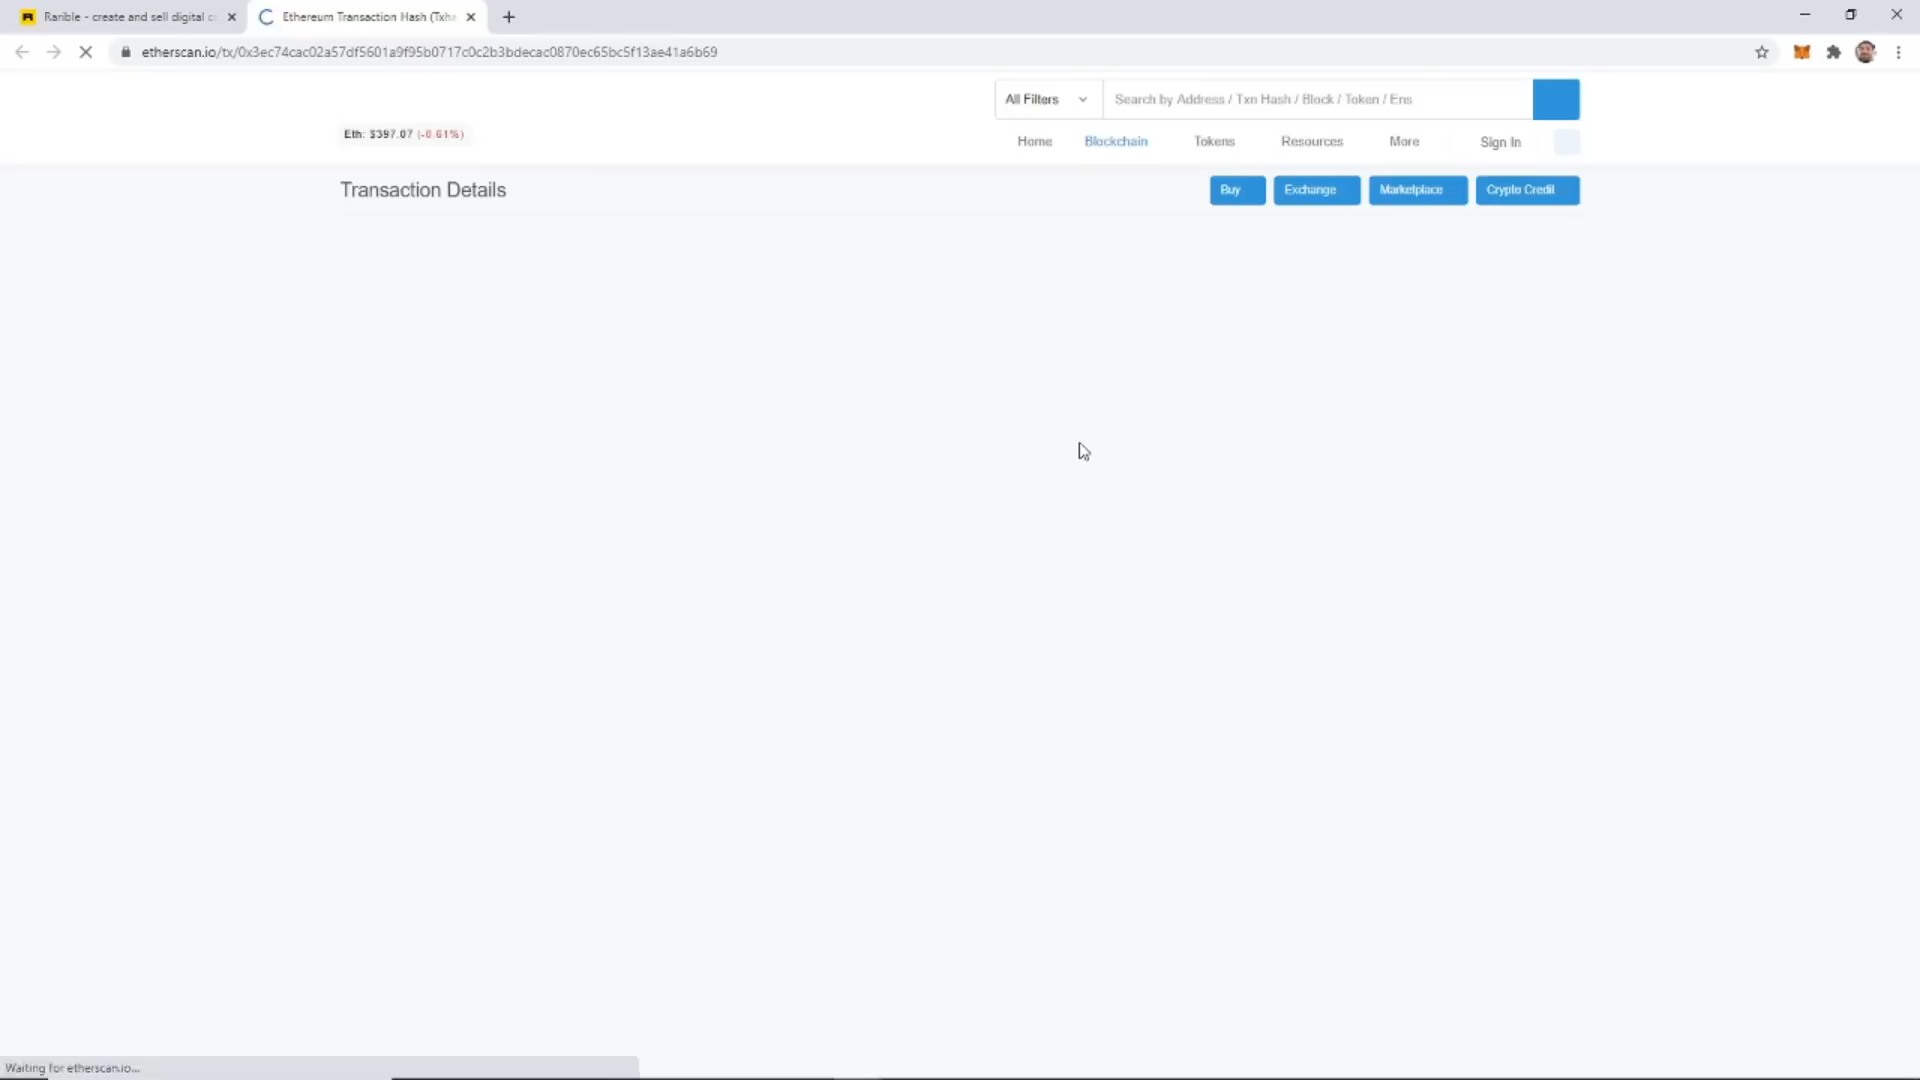 Rarible - create and sell digital c
Ethereum Transaction Hash (Txha
etherscan.io/tx/0x3ec74cac02a57df5601a9f95b0717c0c2b3bdecac0870ec65bc5f13ae41a6b69
All Filters
Search by Address / Txn Hash / Block / Token / Ens
Eth: $397.07 (-0.61%)
Home
Blockchain
Tokens
Resources
More
Sign In
Transaction Details
Buy
Exchange
Marketplace
Crypto Credit
Waiting for etherscan.io...